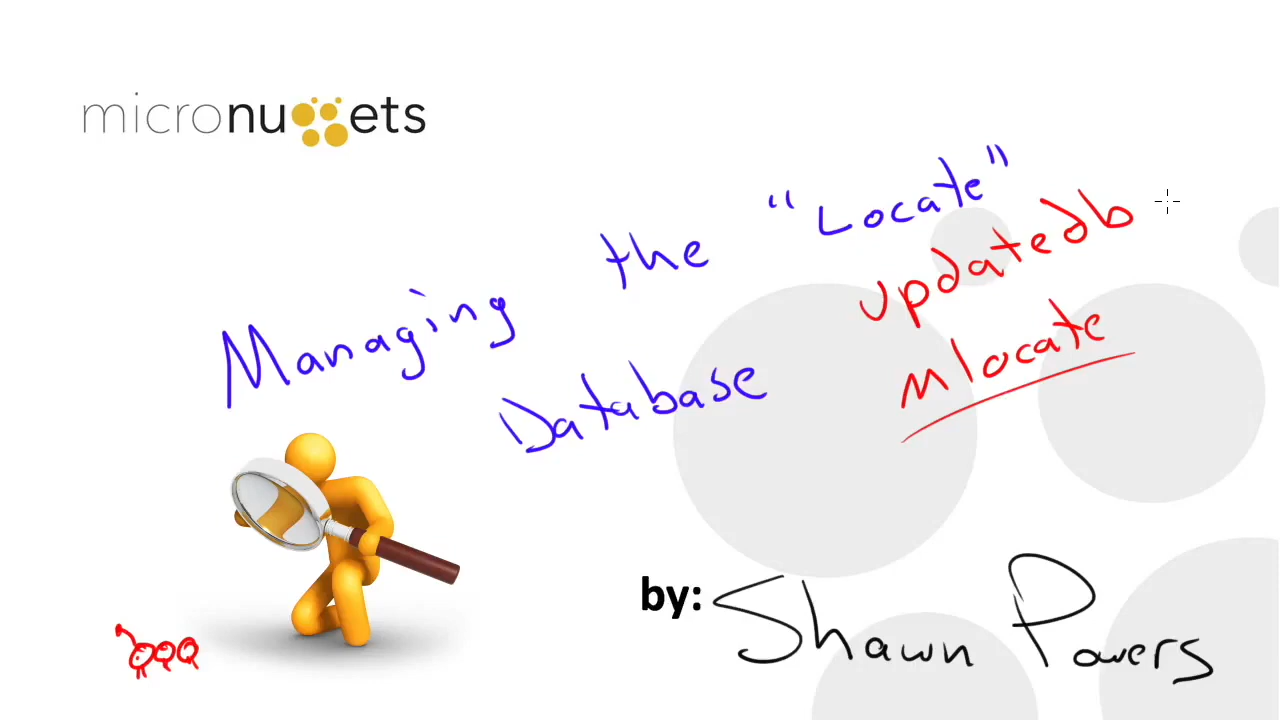 micronuggets
Managing the "Locate"
Database
updatedb
mlocate
by: Shawn Powers